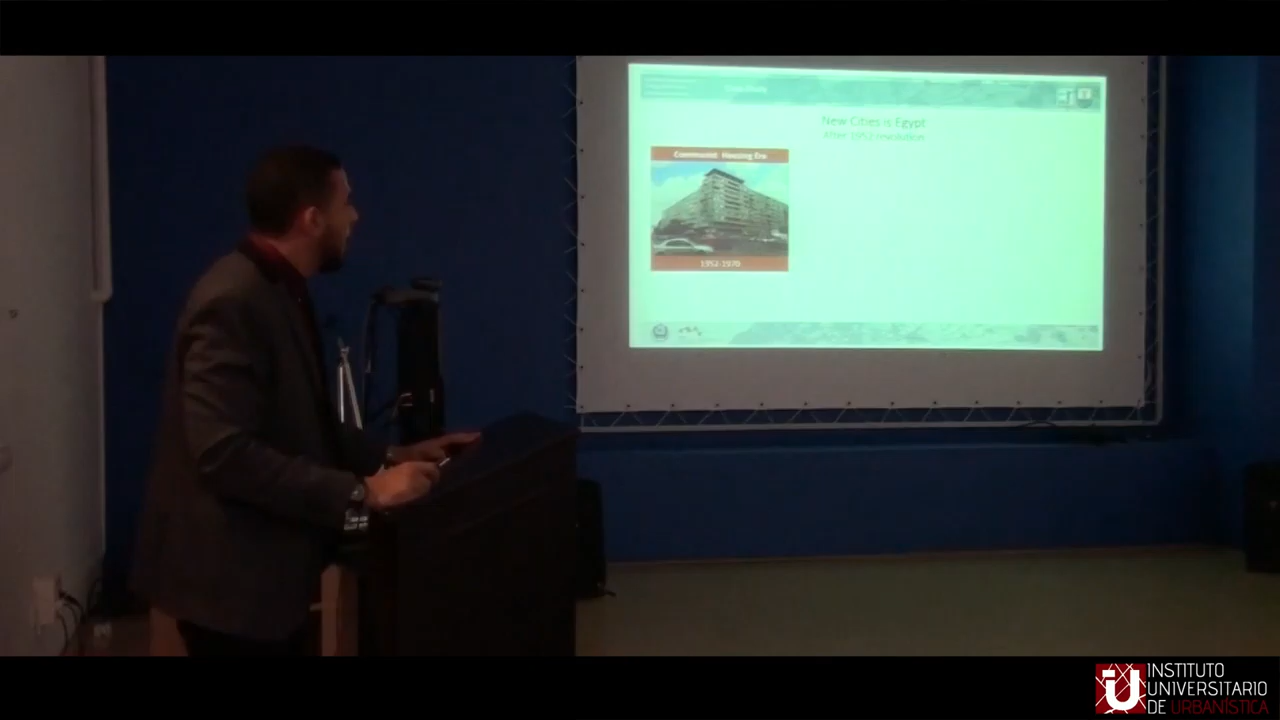 New Cities is Egypt
After 1952 revolution
Communist Housing Era
1952-1970
INSTITUTO
UNIVERSITARIO
DE URBANÍSTICA